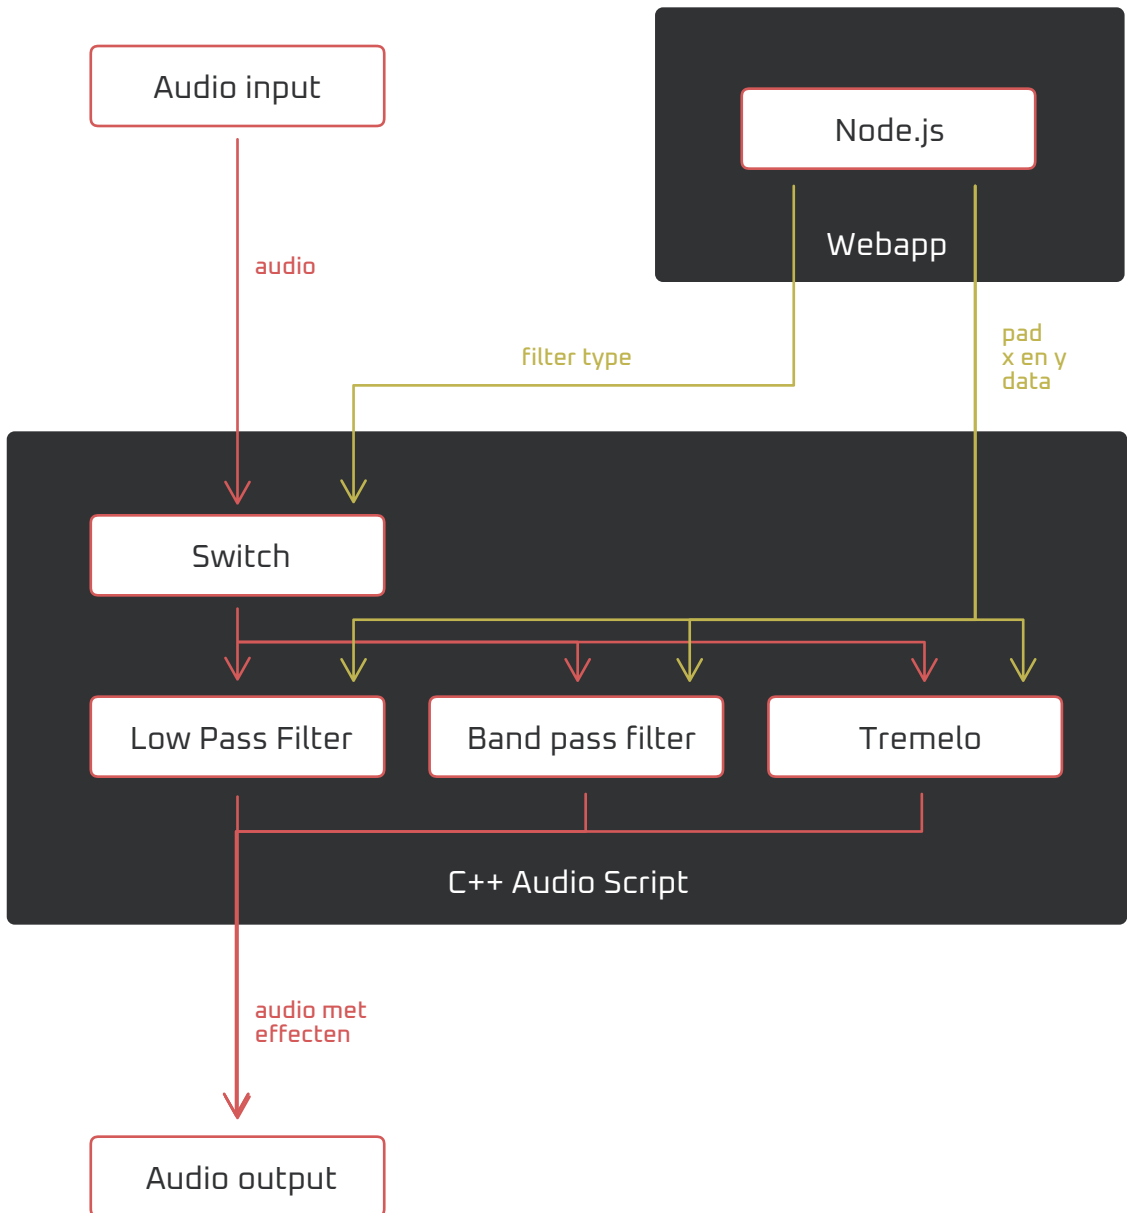 Audio input
Node.js
Webapp
audio
filter type
pad
x en y
data
Switch
Low Pass Filter
Band pass filter
Tremelo
C++ Audio Script
audio met
effecten
Audio output